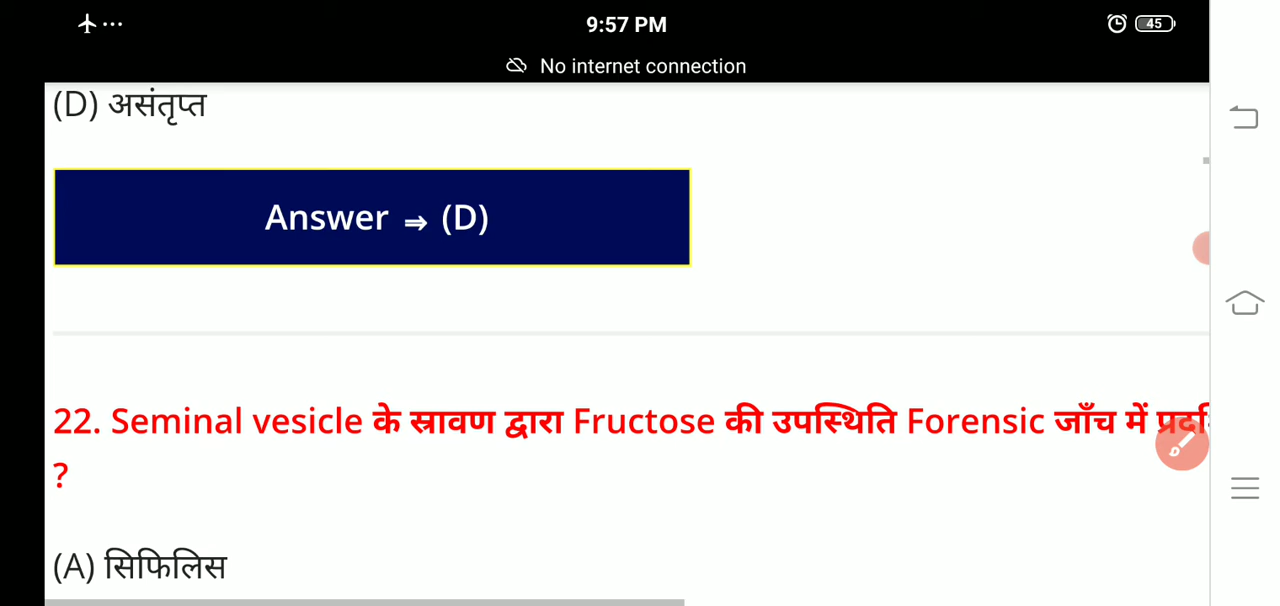 9:57 PM
45
No internet connection
(D) असंतृप्त
Answer ⇒ (D)
22. Seminal vesicle के स्रावण द्वारा Fructose की उपस्थिति Forensic जाँच में
?
(A) सिफिलिस